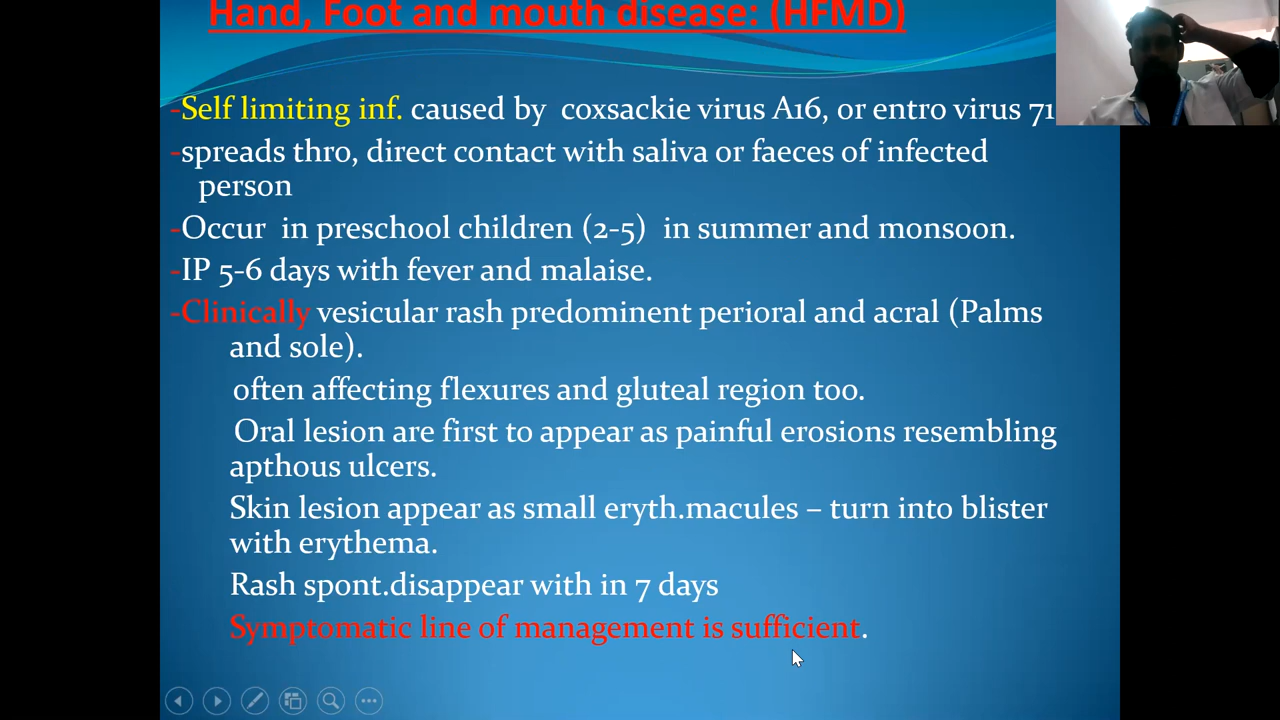 Hand, Foot and mouth disease: (HFMD)
-Self limiting inf. caused by coxsackie virus A16, or entro virus 71
-spreads thro, direct contact with saliva or faeces of infected
person
-Occur in preschool children (2-5) in summer and monsoon.
-IP 5-6 days with fever and malaise.
-Clinically vesicular rash predominent perioral and acral (Palms
and sole).
often affecting flexures and gluteal region too.
Oral lesion are first to appear as painful erosions resembling
apthous ulcers.
Skin lesion appear as small eryth.macules – turn into blister
with erythema.
Rash spont.disappear with in 7 days
Symptomatic line of management is sufficient.